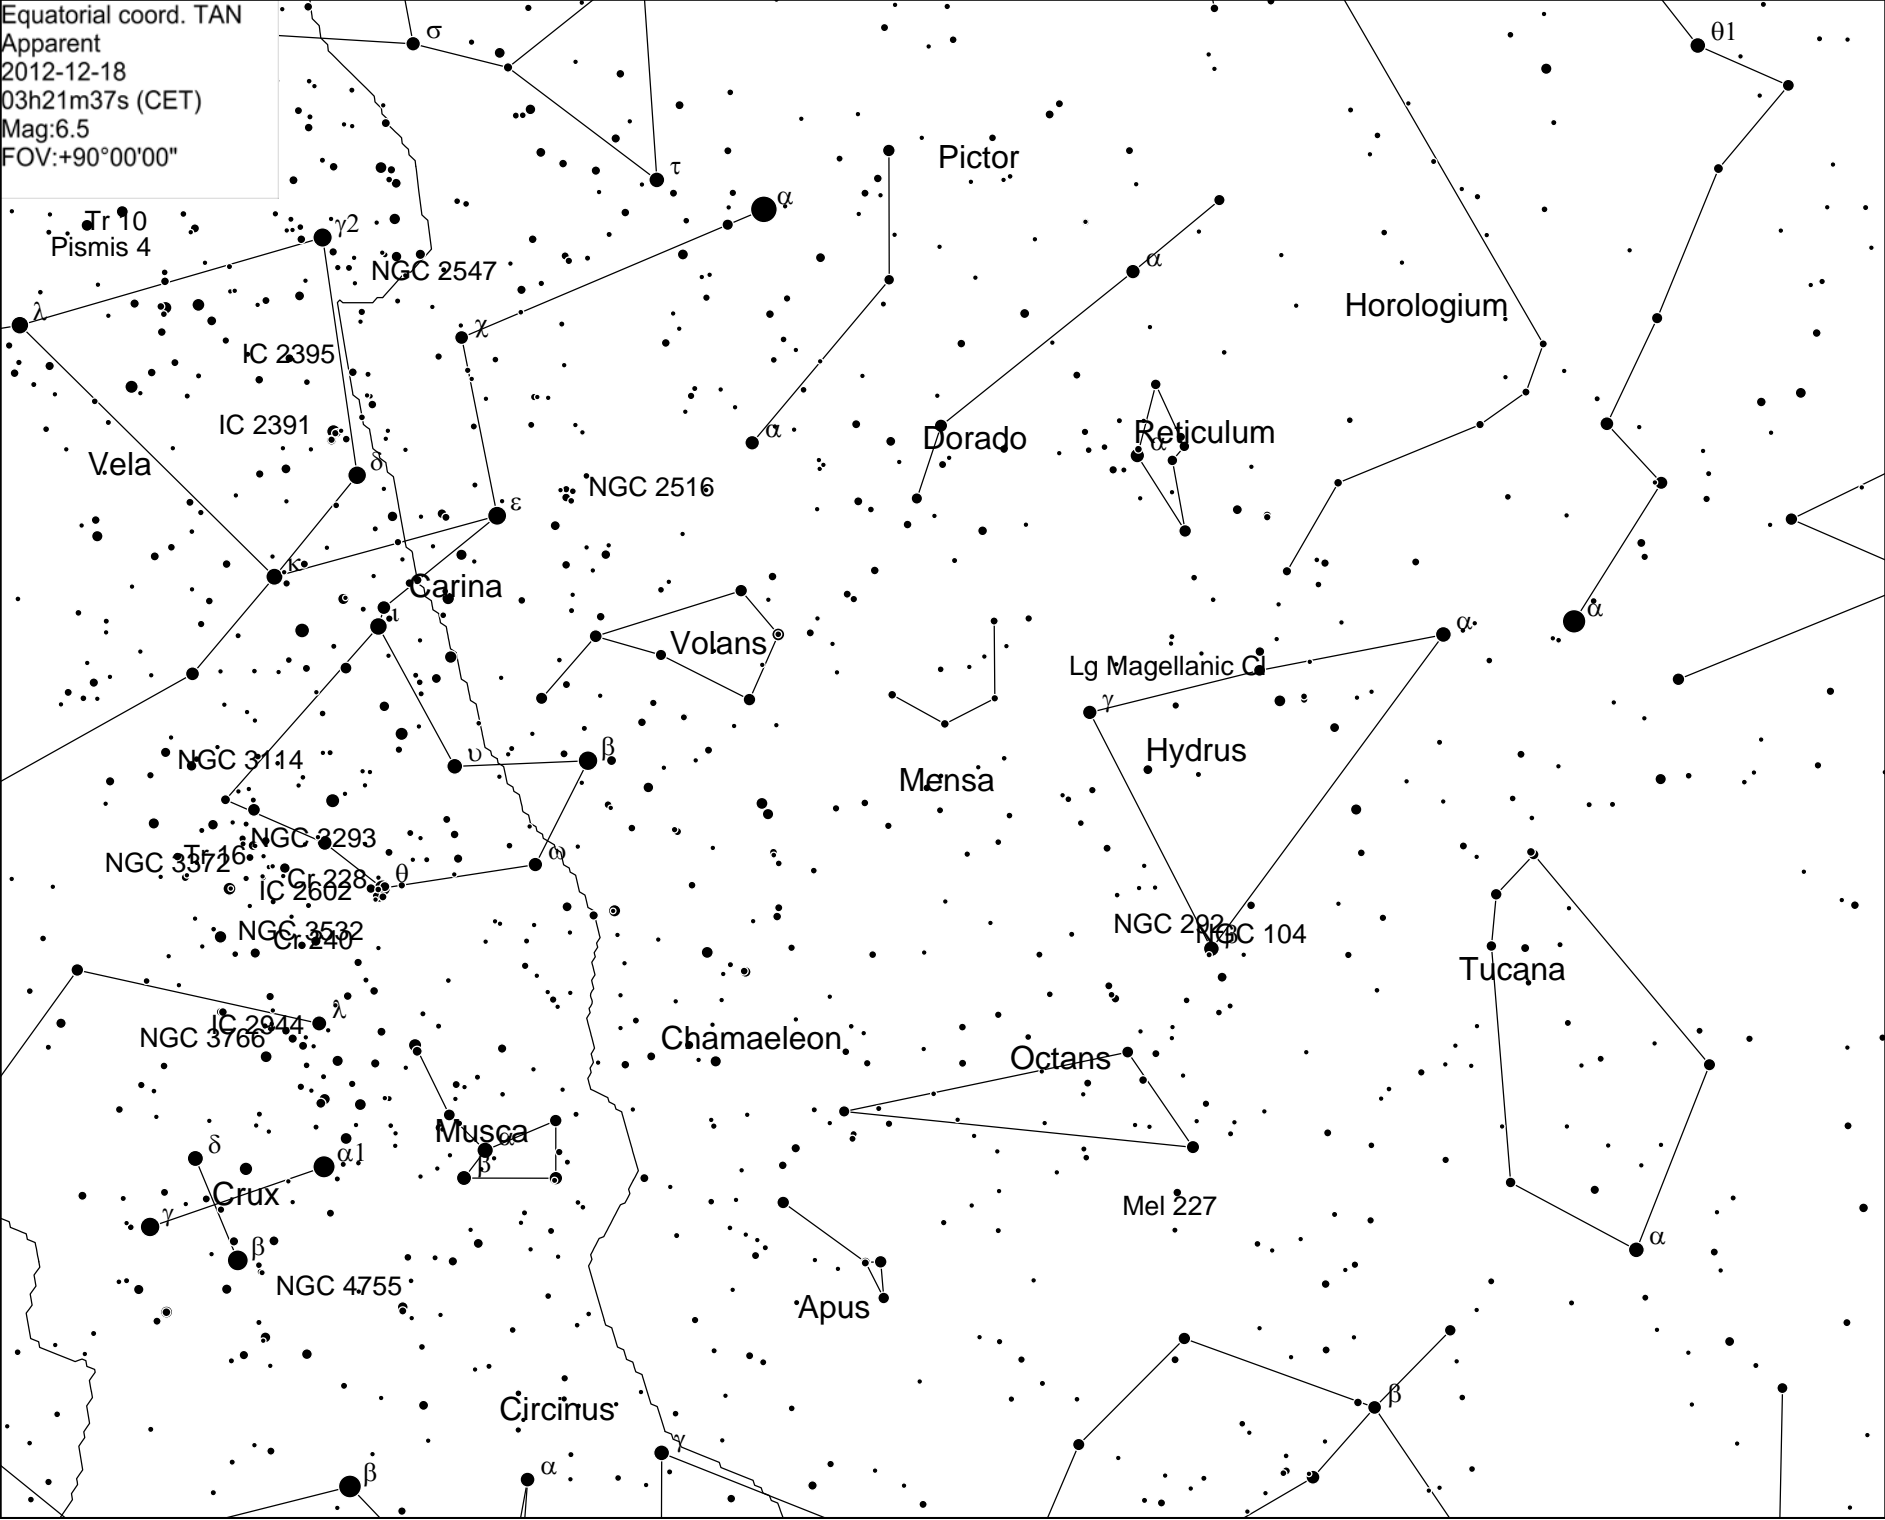 Equatorial coord. TAN
Apparent
2012-12-18
03h21m37s (CET)
Mag:6.5
FOV:+90°00'00"
σ
θ1
τ
Pictor
α
Tr 10
γ2
Pismis 4
α
NGC 2547
λ
Horologium
χ
IC 2395
IC 2391
α
Dorado
Reticulum
α
Vela
δ
NGC 2516
ε
κ
Carina
ι
α
α
Volans
Lg Magellanic Cl
γ
NGC 3114
υ
β
Hydrus
Mensa
NGC 3293
Tr 16
NGC 3372
ω
Cr 228
θ
IC 2602
NGC 3532
Cr 240
NGC 292
β
NGC 104
Tucana
λ
IC 2944
NGC 3766
Chamaeleon
Octans
Musca
α
β
δ
α1
Crux
γ
Mel 227
β
α
NGC 4755
Apus
β
Circinus
γ
β
α